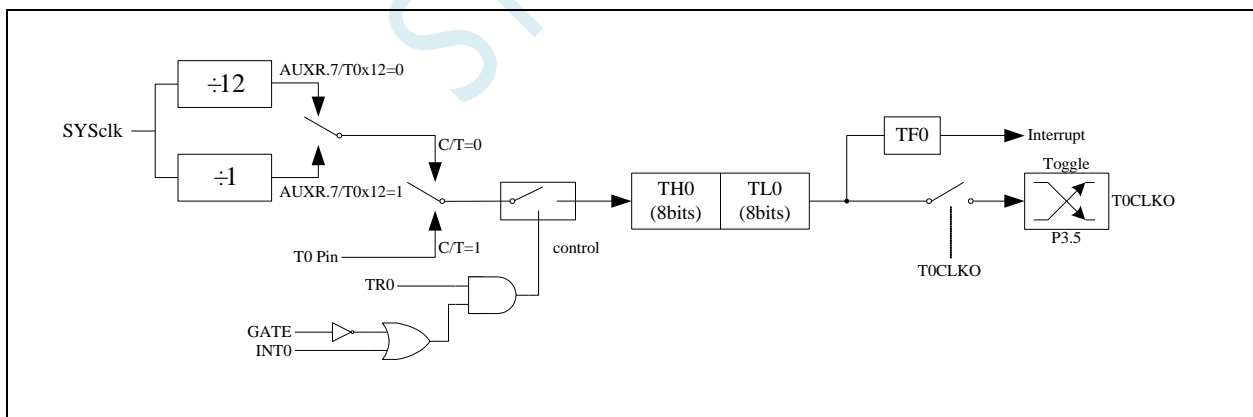 ÷12
AUXR.7/T0x12=0
SYSclk
÷1
AUXR.7/T0x12=1
C/T=0
T0 Pin
C/T=1
control
TR0
GATE
INT0
TH0
(8bits)
TL0
(8bits)
TF0
Interrupt
Toggle
T0CLKO
P3.5
T0CLKO